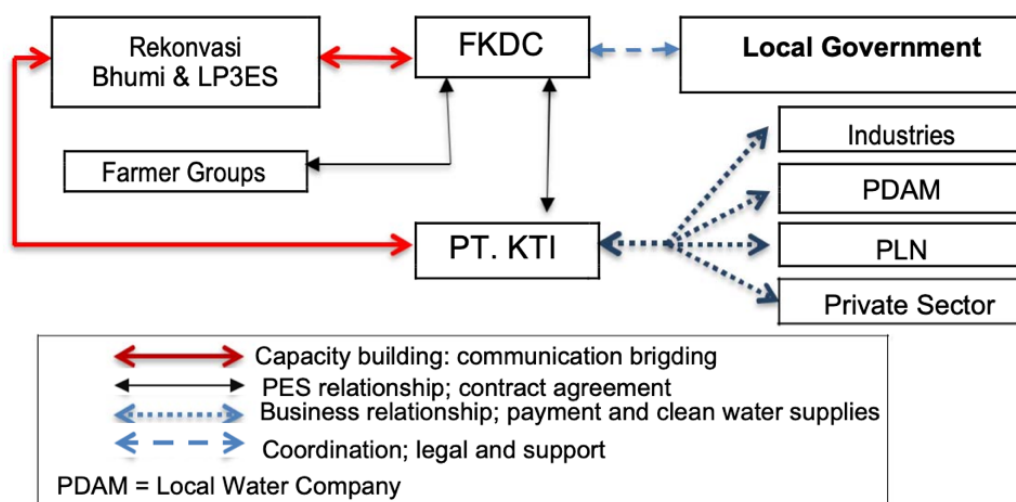 Rekonvasi
Bhumi & LP3ES
FKDC
Local Government
Industries
Farmer Groups
PDAM
PT. KTI
PLN
Private Sector
Capacity building: communication brigding
PES relationship; contract agreement
Business relationship; payment and clean water supplies
Coordination; legal and support
PDAM = Local Water Company